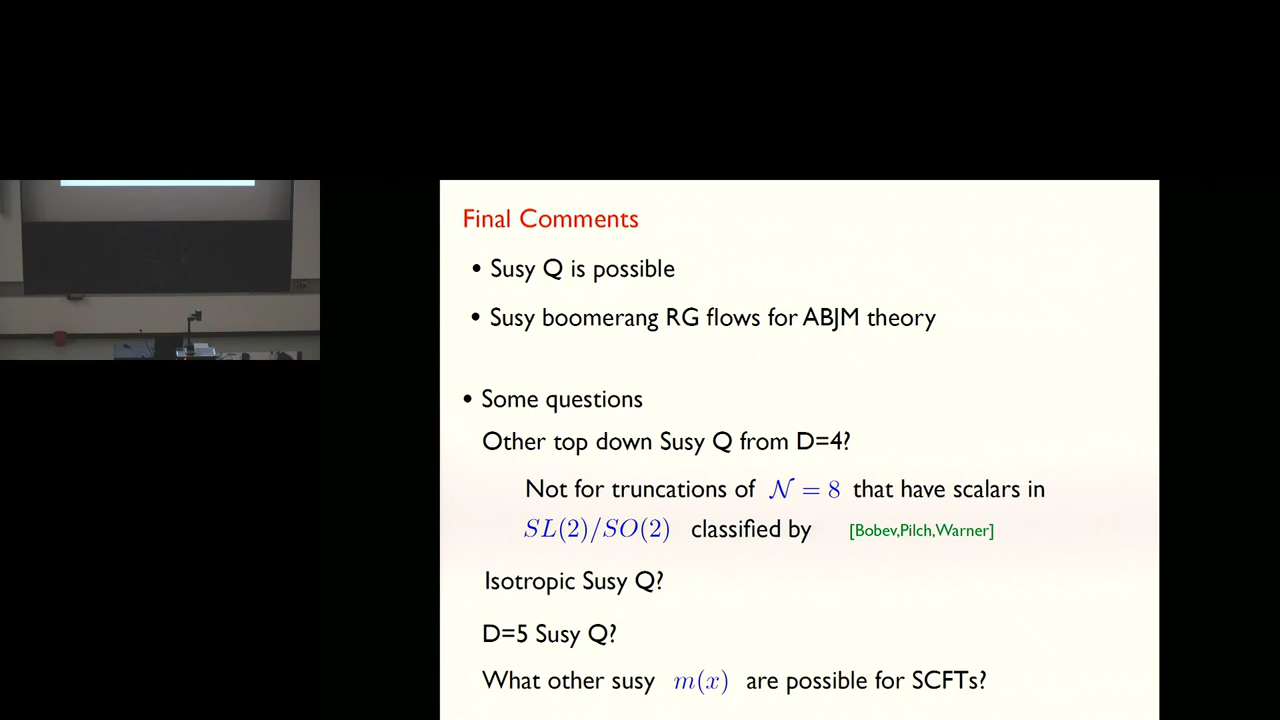 Final Comments
• Susy Q is possible
• Susy boomerang RG flows for ABJM theory
• Some questions
Other top down Susy Q from D=4?
Not for truncations of 𝒩 = 8 that have scalars in
SL(2)/SO(2) classified by [Bobev,Pilch,Warner]
Isotropic Susy Q?
D=5 Susy Q?
What other susy m(x) are possible for SCFTs?